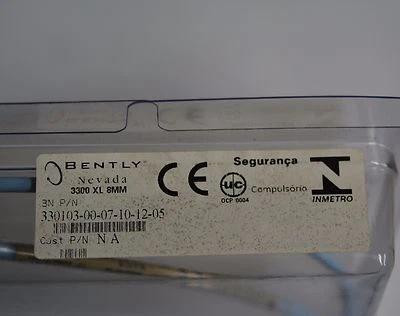 BENTLY
Nevada
3300 XL 8MM
BN P/N
330103-00-07-10-12-05
Cust P/N N A
CE
Segurança
UC
OCP 0004
Compulsório
N
INMETRO